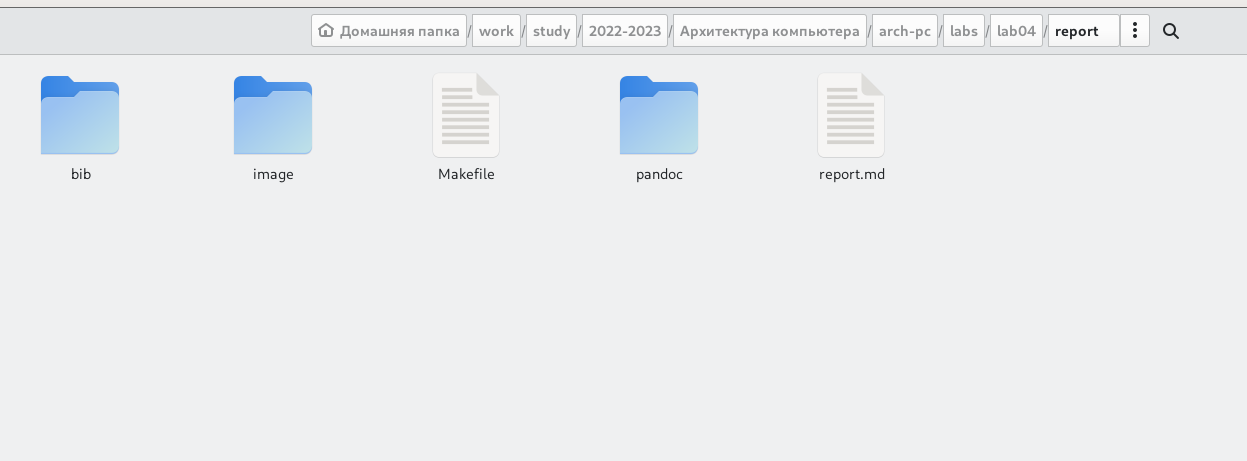 Домашняя папка / work / study / 2022-2023 / Архитектура компьютера / arch-pc / labs / lab04 / report
bib image Makefile pandoc report.md